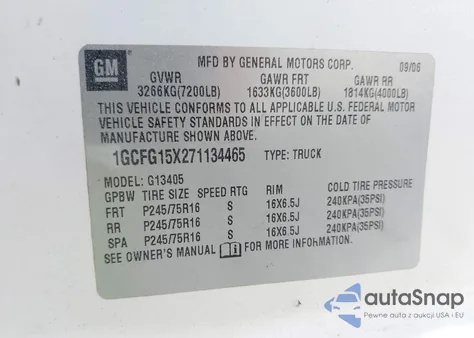 GM
MFD BY GENERAL MOTORS CORP. 09/06
GVWR GAWR FRT GAWR RR
3266KG(7200LB) 1633KG(3600LB) 1814KG(4000LB)
THIS VEHICLE CONFORMS TO ALL APPLICABLE U.S. FEDERAL MOTOR
VEHICLE SAFETY STANDARDS IN EFFECT ON THE DATE OF
MANUFACTURE SHOWN ABOVE.
1GCFG15X271134465 TYPE: TRUCK
MODEL: G13405
GPBW TIRE SIZE SPEED RTG RIM COLD TIRE PRESSURE
FRT P245/75R16 S 16X6.5J 240KPA(35PSI)
RR P245/75R16 S 16X6.5J 240KPA(35PSI)
SPA P245/75R16 S 16X6.5J 240KPA(35PSI)
SEE OWNER'S MANUAL i FOR MORE INFORMATION.
autoSnap
Pewne auta z aukcji USA i EU